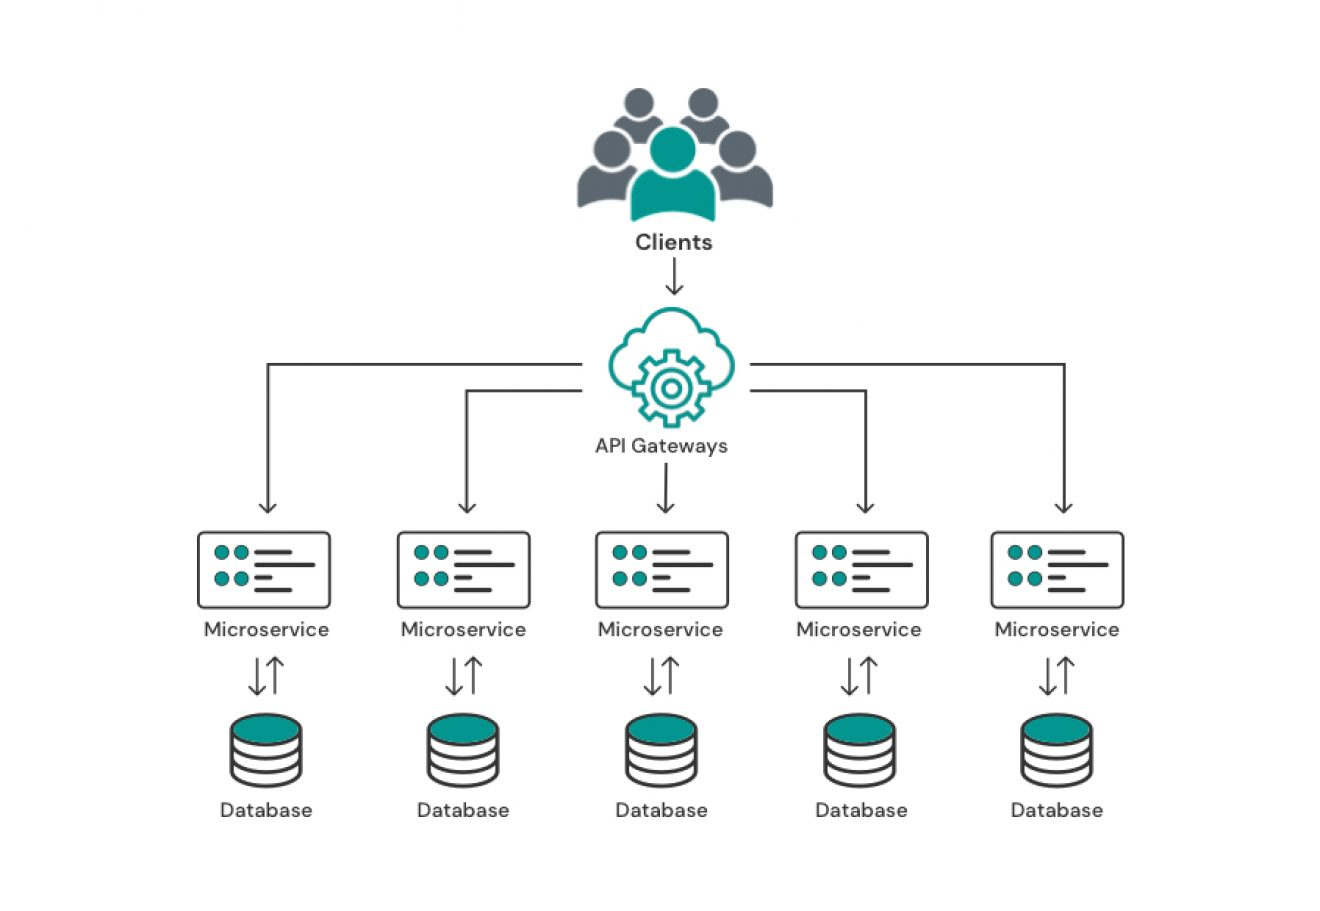 Clients
API Gateways
Microservice
Microservice
Microservice
Microservice
Microservice
Database
Database
Database
Database
Database